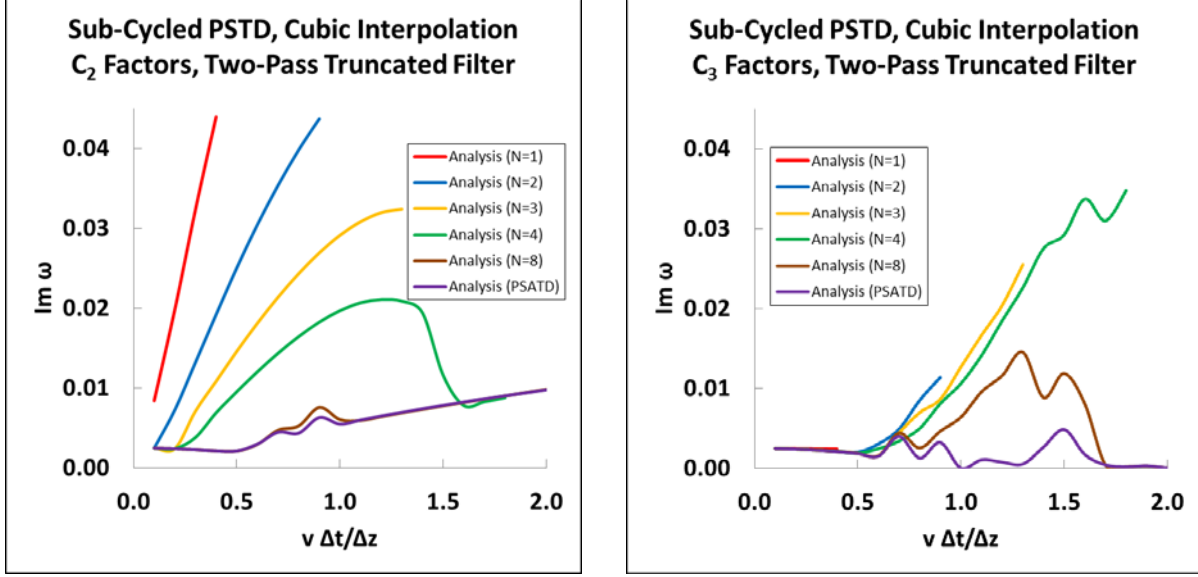 Sub-Cycled PSTD, Cubic Interpolation
C₂ Factors, Two-Pass Truncated Filter
Im ω
0.04
0.03
0.02
0.01
0.00
0.0 0.5 1.0 1.5 2.0
v Δt/Δz
Analysis (N=1)
Analysis (N=2)
Analysis (N=3)
Analysis (N=4)
Analysis (N=8)
Analysis (PSATD)
Sub-Cycled PSTD, Cubic Interpolation
C₃ Factors, Two-Pass Truncated Filter
Im ω
0.04
0.03
0.02
0.01
0.00
0.0 0.5 1.0 1.5 2.0
v Δt/Δz
Analysis (N=1)
Analysis (N=2)
Analysis (N=3)
Analysis (N=4)
Analysis (N=8)
Analysis (PSATD)